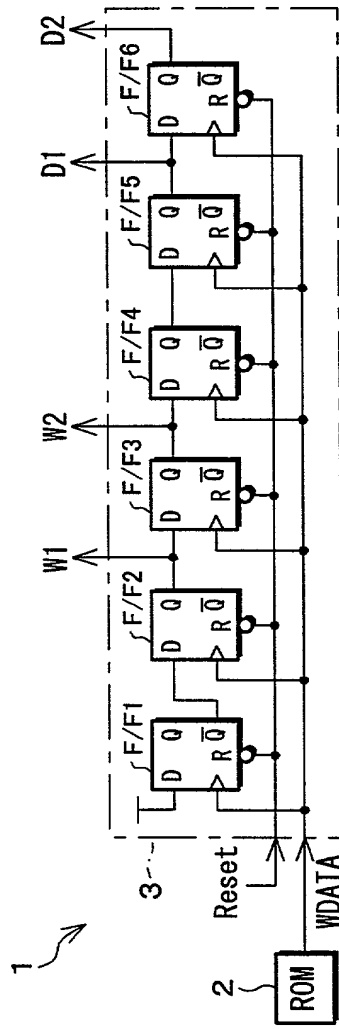 1
3
W1
W2
D1
D2
F/F1
F/F2
F/F3
F/F4
F/F5
F/F6
D Q
R Q̅
D Q
R Q̅
D Q
R Q̅
D Q
R Q̅
D Q
R Q̅
D Q
R Q̅
Reset
WDATA
2
ROM